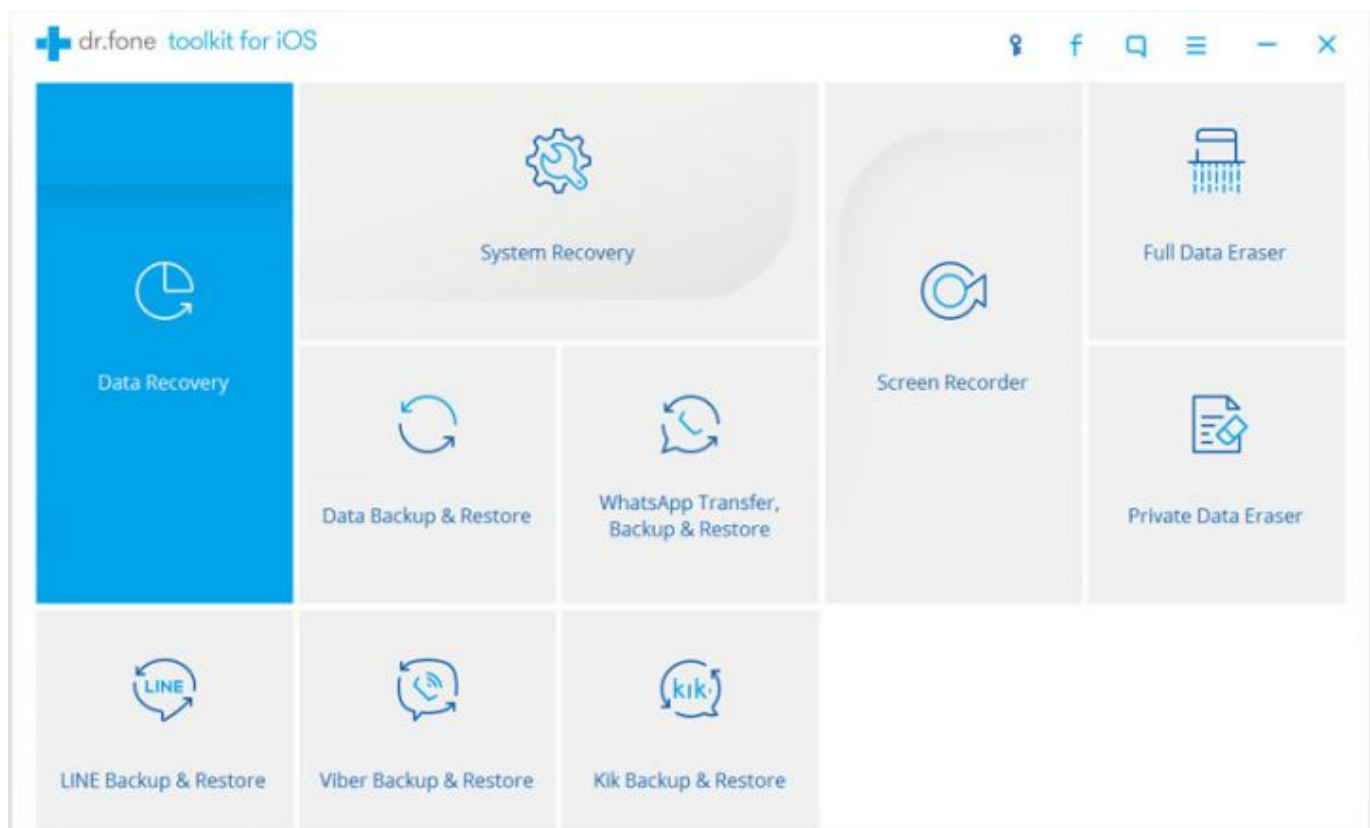 dr.fone toolkit for iOS
f
System Recovery
Full Data Eraser
Data Recovery
Screen Recorder
Data Backup & Restore
WhatsApp Transfer,
Backup & Restore
Private Data Eraser
LINE
kik
LINE Backup & Restore
Viber Backup & Restore
Kik Backup & Restore